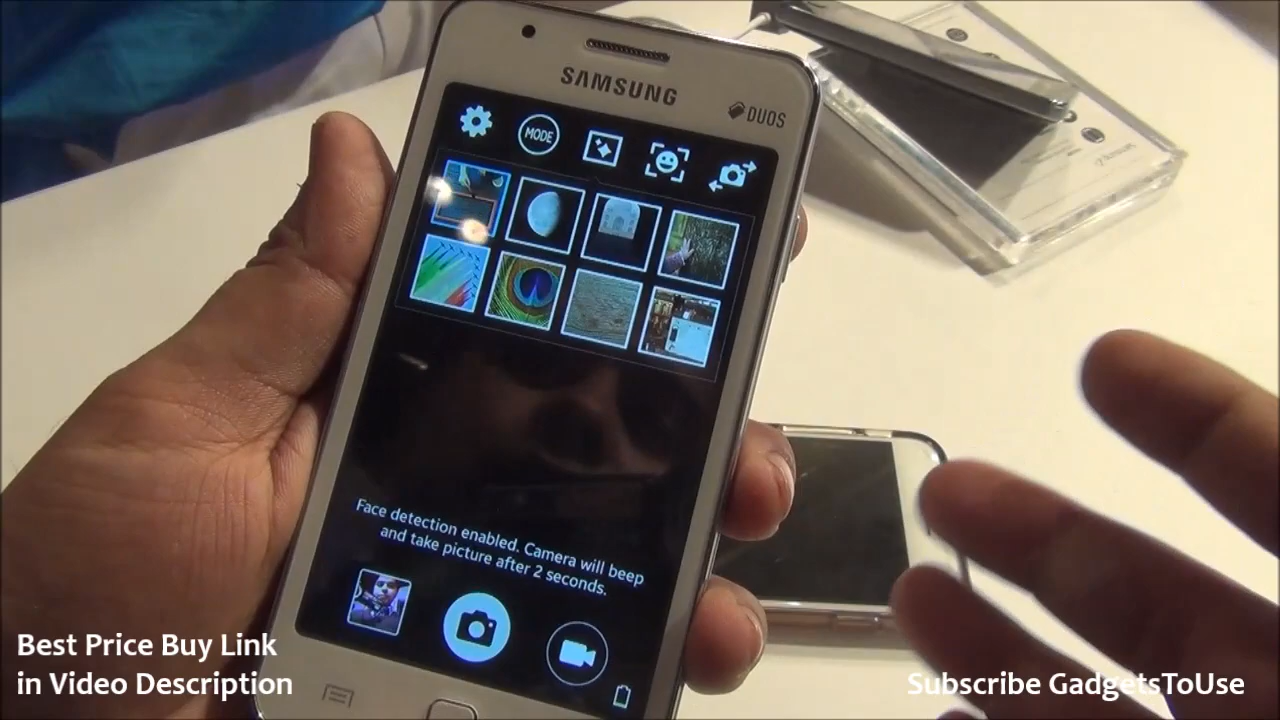 SAMSUNG
DUOS
MODE
Face detection enabled. Camera will beep
and take picture after 2 seconds.
Best Price Buy Link
in Video Description
Subscribe GadgetsToUse